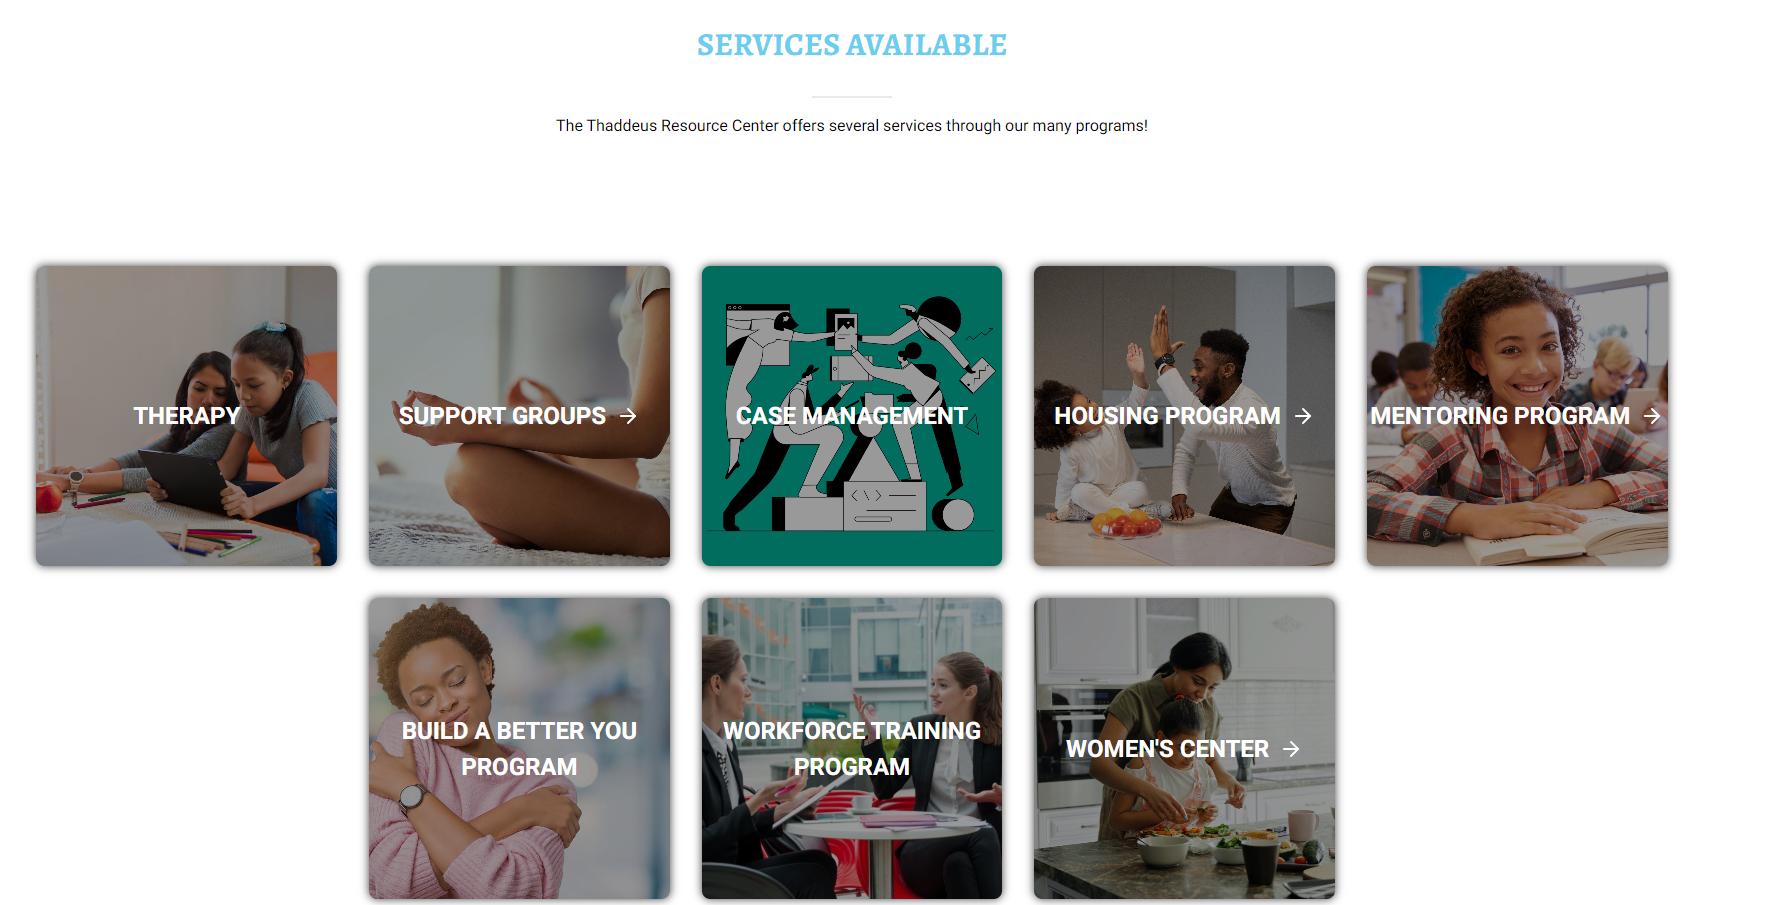 SERVICES AVAILABLE
The Thaddeus Resource Center offers several services through our many programs!
THERAPY
SUPPORT GROUPS →
CASE MANAGEMENT
HOUSING PROGRAM →
MENTORING PROGRAM →
BUILD A BETTER YOU
PROGRAM
WORKFORCE TRAINING
PROGRAM
WOMEN'S CENTER →